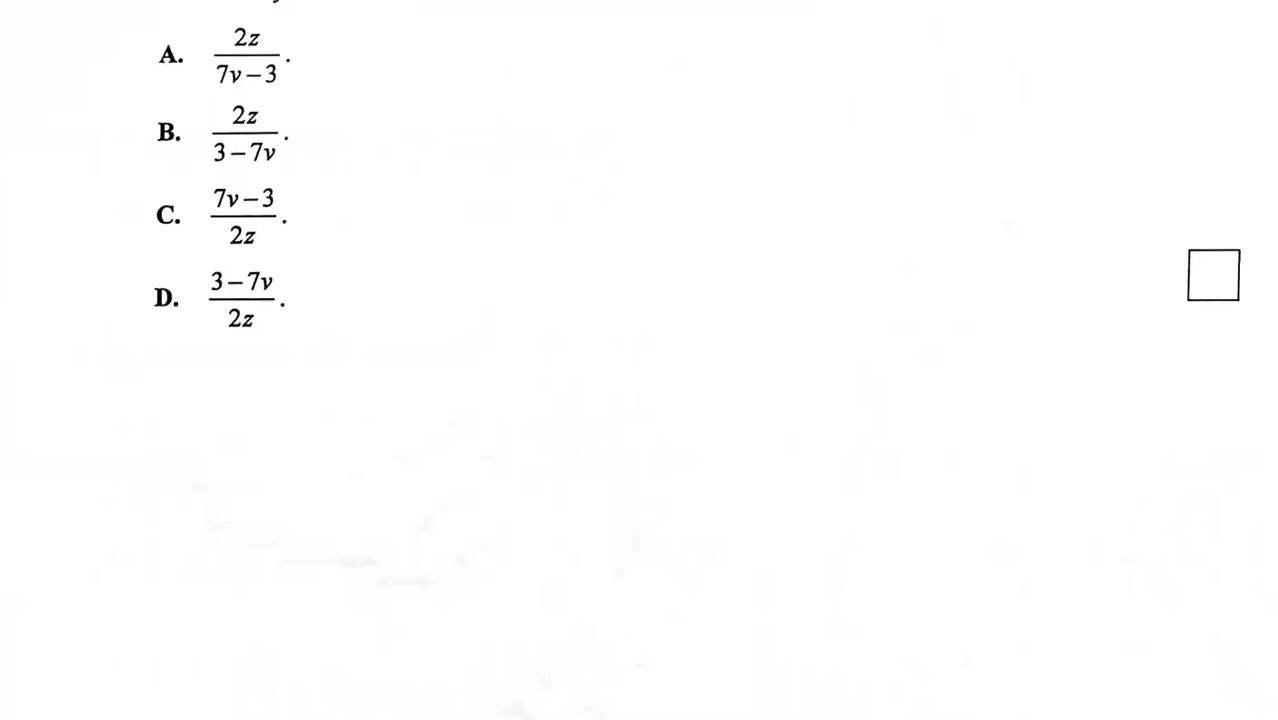 A. 2z / 7v – 3 .
B. 2z / 3 – 7v .
C. 7v – 3 / 2z .
D. 3 – 7v / 2z .